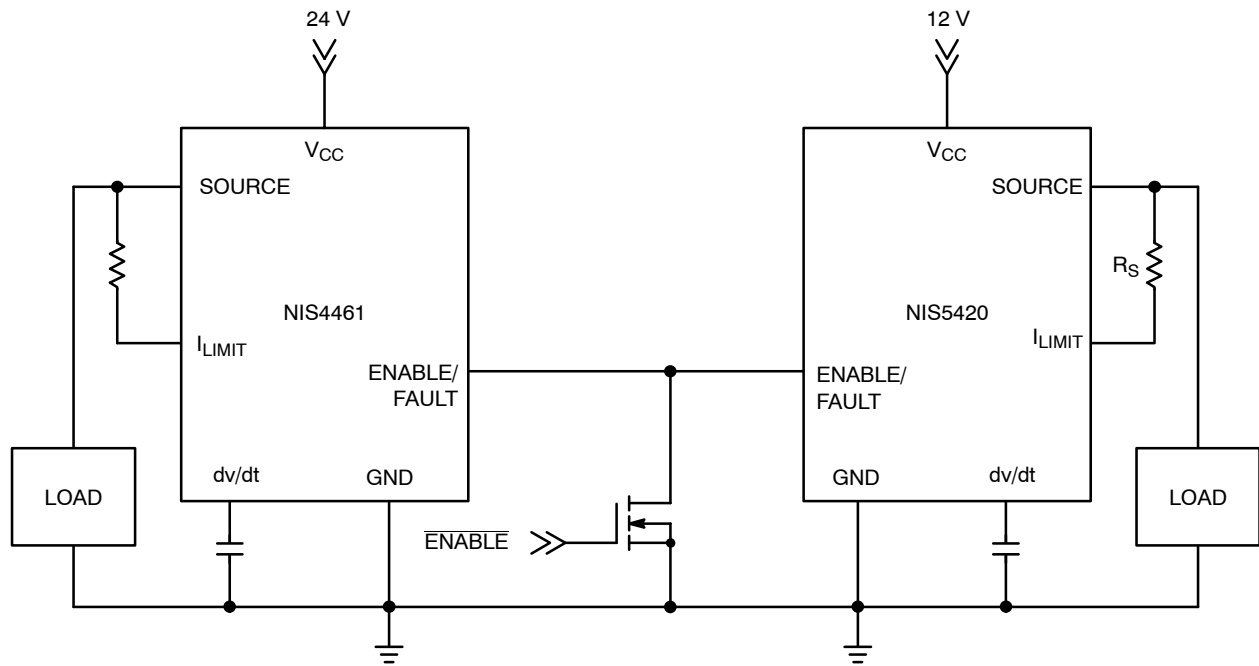 24 V
12 V
VCC
VCC
SOURCE
SOURCE
RS
NIS4461
NIS5420
ILIMIT
ILIMIT
ENABLE/
FAULT
ENABLE/
FAULT
dv/dt
GND
GND
dv/dt
LOAD
LOAD
ENABLE